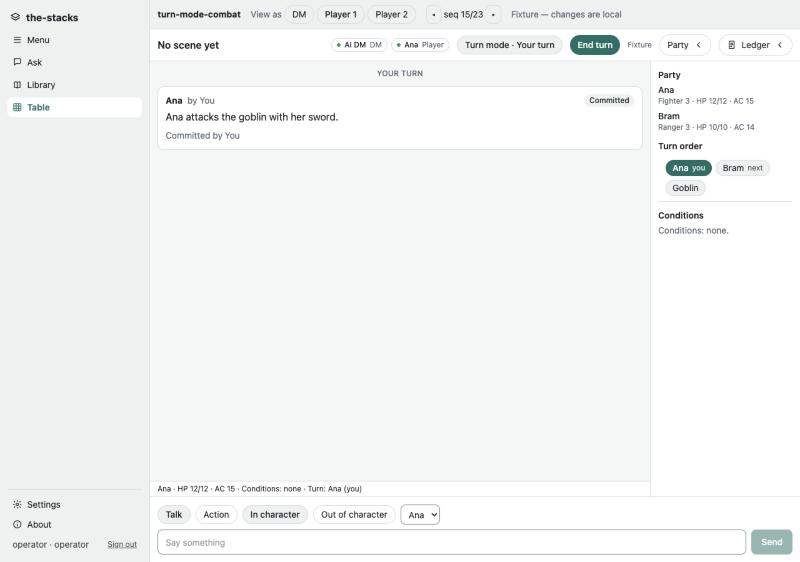 the-stacks
Menu
Ask
Library
Table
Settings
About
operator · operator Sign out
turn-mode-combat View as DM Player 1 Player 2 seq 15/23 Fixture — changes are local
No scene yet AI DM DM Ana Player Turn mode · Your turn End turn Fixture Party Ledger
YOUR TURN
Ana by You Committed
Ana attacks the goblin with her sword.
Committed by You
Party
Ana
Fighter 3 · HP 12/12 · AC 15
Bram
Ranger 3 · HP 10/10 · AC 14
Turn order
Ana you Bram next
Goblin
Conditions
Conditions: none.
Ana · HP 12/12 · AC 15 · Conditions: none · Turn: Ana (you)
Talk Action In character Out of character Ana
Say something Send